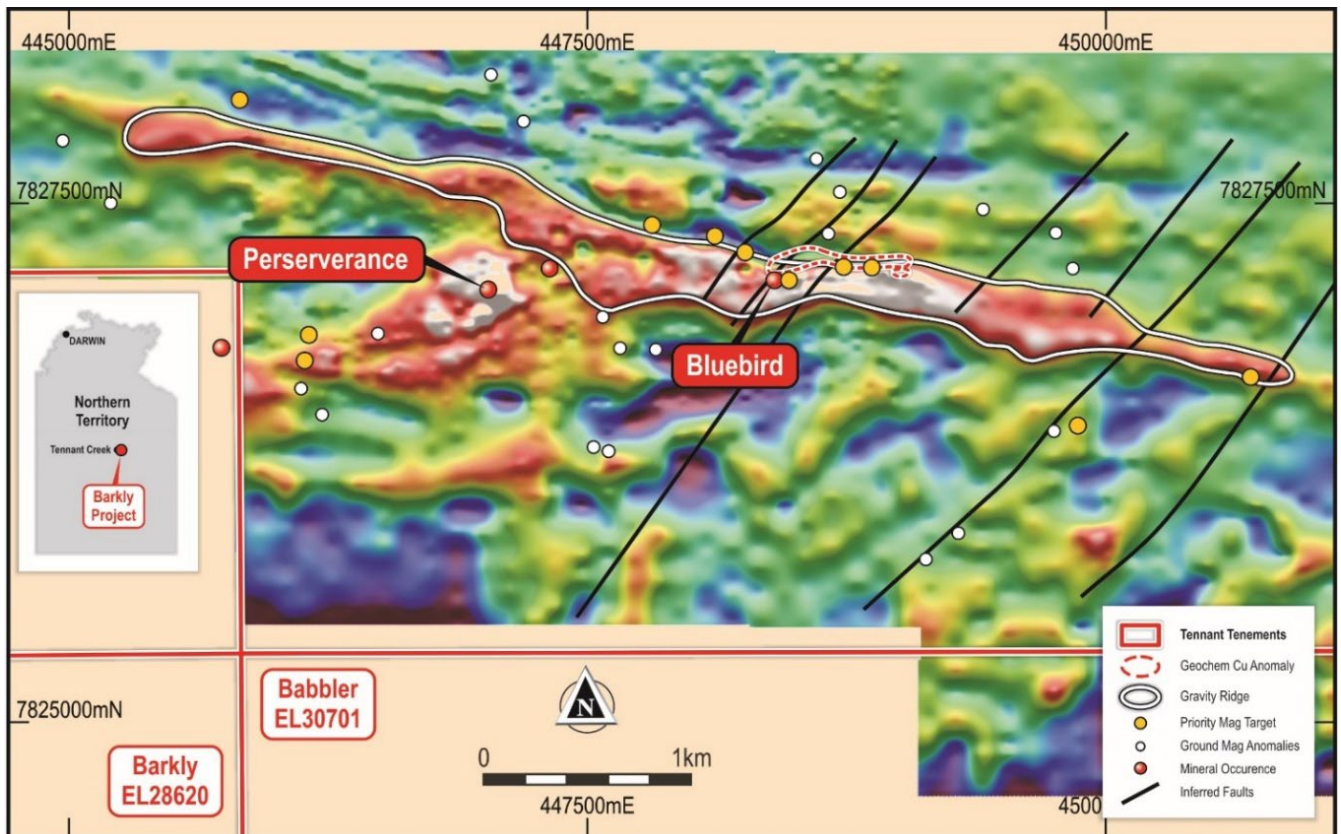 445000mE
447500mE
450000mE
7827500mN
7827500mN
Perserverance
Bluebird
DARWIN
Northern
Territory
Tennant Creek
Barkly
Project
7825000mN
Babbler
EL30701
Barkly
EL28620
N
0
1km
447500mE
Tennant Tenements
Geochem Cu Anomaly
Gravity Ridge
Priority Mag Target
Ground Mag Anomalies
Mineral Occurence
Inferred Faults